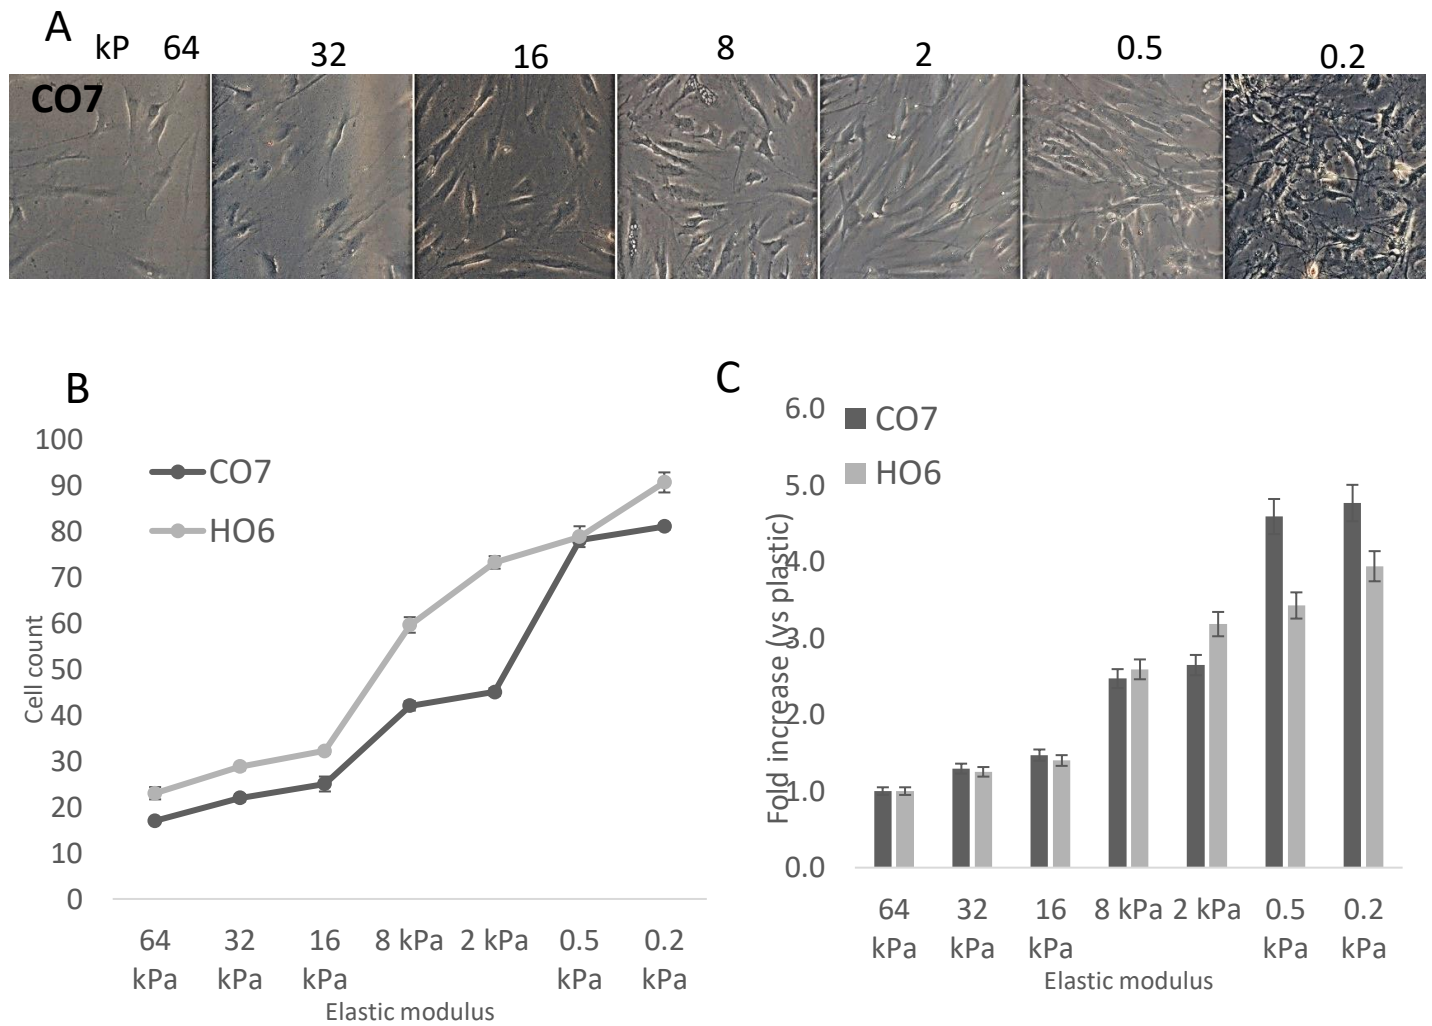 A
kP 64 32 16 8 2 0.5 0.2
CO7
B
100
90
80
70
60
50
40
30
20
10
0
Cell count
CO7
HO6
64 kPa
32 kPa
16 kPa
8 kPa
2 kPa
0.5 kPa
0.2 kPa
Elastic modulus
C
6.0
5.0
4.0
3.0
2.0
1.0
0.0
Fold increase (vs plastic)
CO7
HO6
64 kPa
32 kPa
16 kPa
8 kPa
2 kPa
0.5 kPa
0.2 kPa
Elastic modulus